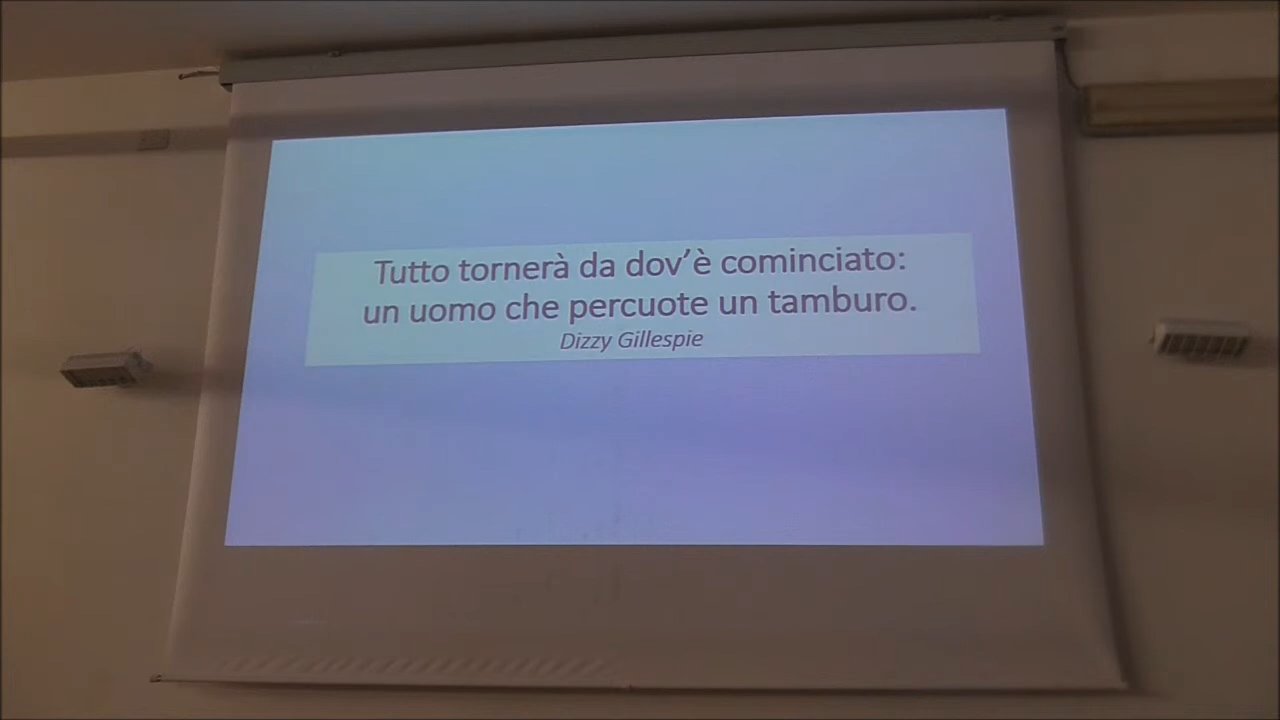 Tutto tornerà da dov’è cominciato:
un uomo che percuote un tamburo.
Dizzy Gillespie